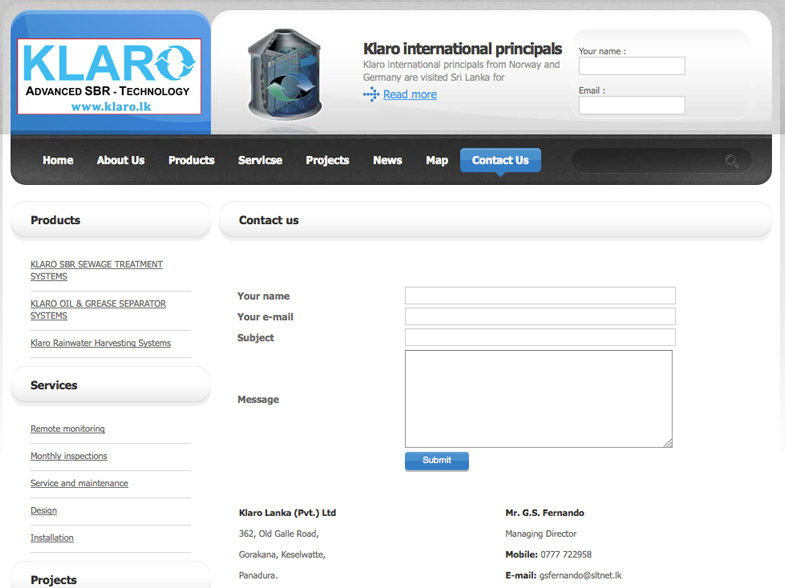 KLARO
ADVANCED SBR - TECHNOLOGY
www.klaro.lk
Klaro international principals
Klaro international principals from Norway and
Germany are visited Sri Lanka for
Read more
Your name :
Email :
Home About Us Products Servicse Projects News Map Contact Us
Products
KLARO SBR SEWAGE TREATMENT
SYSTEMS
KLARO OIL & GREASE SEPARATOR
SYSTEMS
Klaro Rainwater Harvesting Systems
Services
Remote monitoring
Monthly inspections
Service and maintenance
Design
Installation
Projects
Contact us
Your name
Your e-mail
Subject
Message
Submit
Klaro Lanka (Pvt.) Ltd
362, Old Galle Road,
Gorakana, Keselwatte,
Panadura.
Mr. G.S. Fernando
Managing Director
Mobile: 0777 722958
E-mail: gsfernando@sltnet.lk